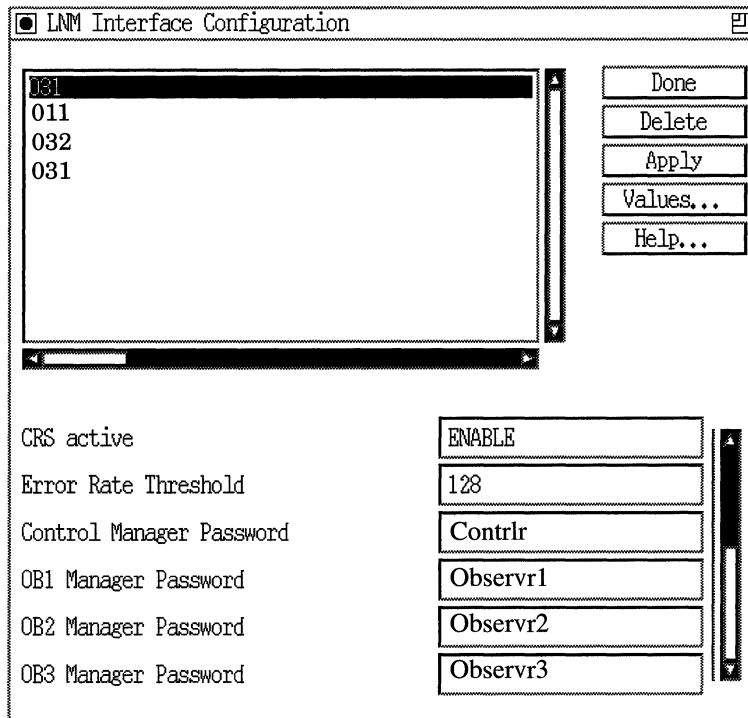 LNM Interface Configuration
031
011
032
031
Done
Delete
Apply
Values...
Help...
CRS active ENABLE
Error Rate Threshold 128
Control Manager Password Contrlr
OB1 Manager Password Observr1
OB2 Manager Password Observr2
OB3 Manager Password Observr3